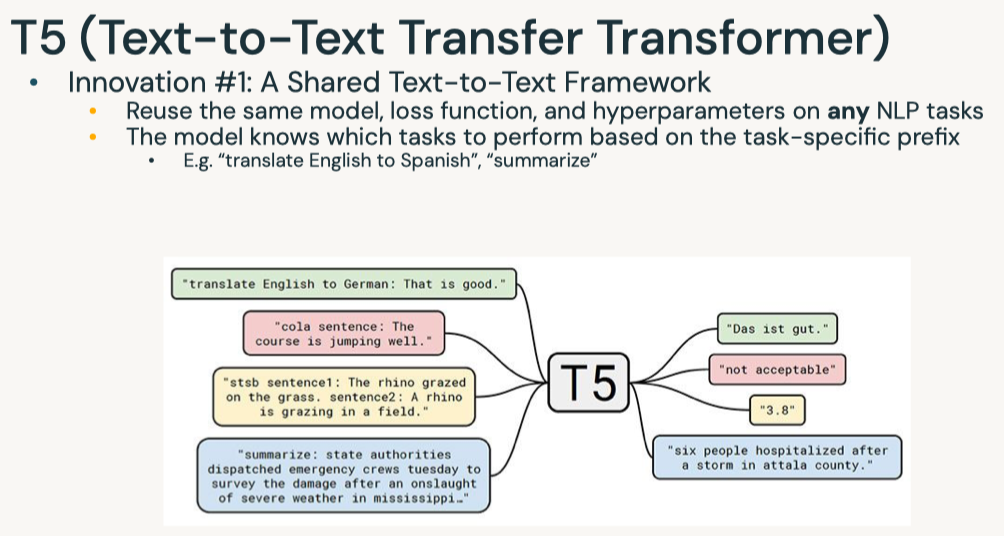 T5 (Text-to-Text Transfer Transformer)
• Innovation #1: A Shared Text-to-Text Framework
• Reuse the same model, loss function, and hyperparameters on any NLP tasks
• The model knows which tasks to perform based on the task-specific prefix
• E.g. “translate English to Spanish”, “summarize”
"translate English to German: That is good."
"cola sentence: The
course is jumping well."
"stsb sentence1: The rhino grazed
on the grass. sentence2: A rhino
is grazing in a field."
"summarize: state authorities
dispatched emergency crews tuesday to
survey the damage after an onslaught
of severe weather in mississippi…"
T5
"Das ist gut."
"not acceptable"
"3.8"
"six people hospitalized after
a storm in attala county."